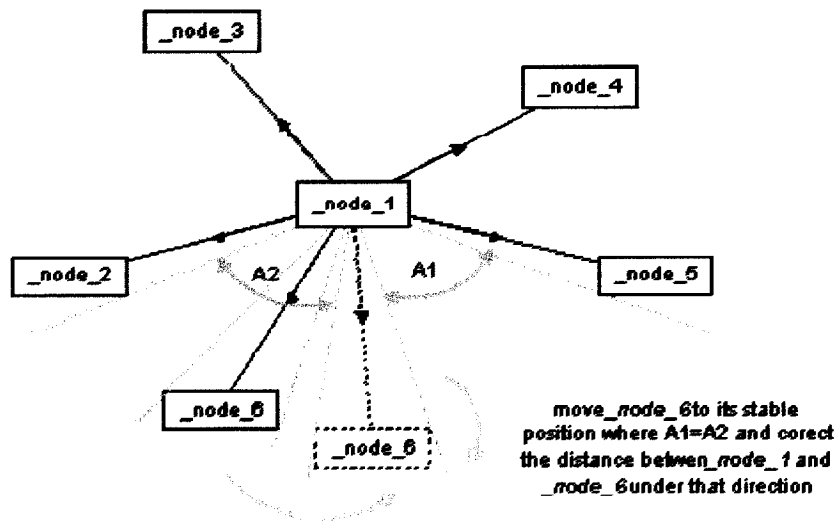 _node_3
_node_4
_node_1
_node_2
A2
A1
_node_5
_node_6
_node_6
move_node_6to its stable
position where A1=A2 and corect
the distance betwen_node_1 and
_node_6under that direction